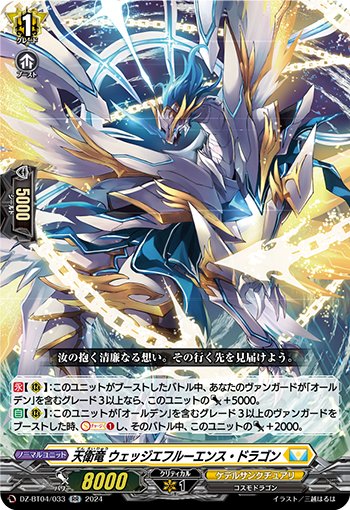 1
グレード
ブースト
5000
シールド
汝の抱く清廉なる想い。その行く先を見届けよう。
永【R】:このユニットがブーストしたバトル中、あなたのヴァンガードが「オールデン」を含むグレード3以上なら、このユニットのパワー+5000。
自【R】:このユニットが「オールデン」を含むグレード3以上のユニットをブーストした時、コスト【CB1】し、1枚引き、そのバトル中、このユニットのパワー+2000。
ノーマルユニット
天衛竜 ウェッジエフルーエンス・ドラゴン
パワー
8000
クリティカル
1
ケテルサンクチュアリ
コスモドラゴン
DZ-BT04/033 RR 2024
イラスト/三越はるは